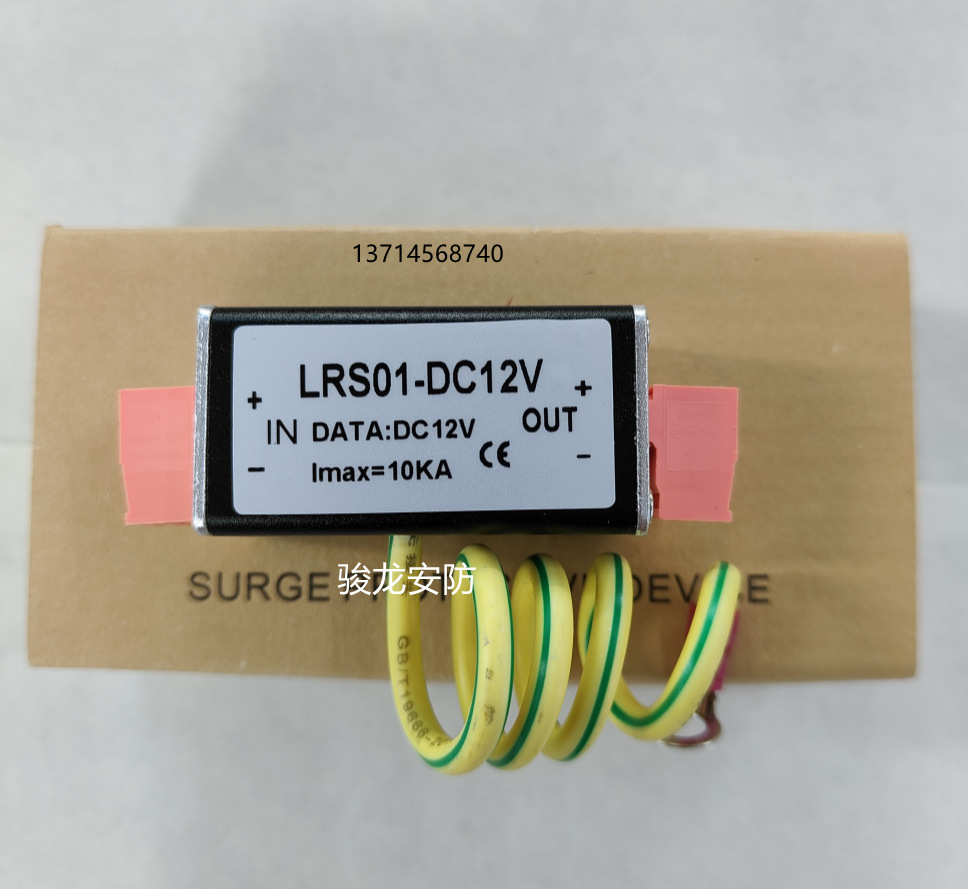 13714568740
LRS01-DC12V
+ +
IN DATA:DC12V OUT
- Imax=10KA CE -
SURGE DEVICE
骏龙安防
GB/T19666-